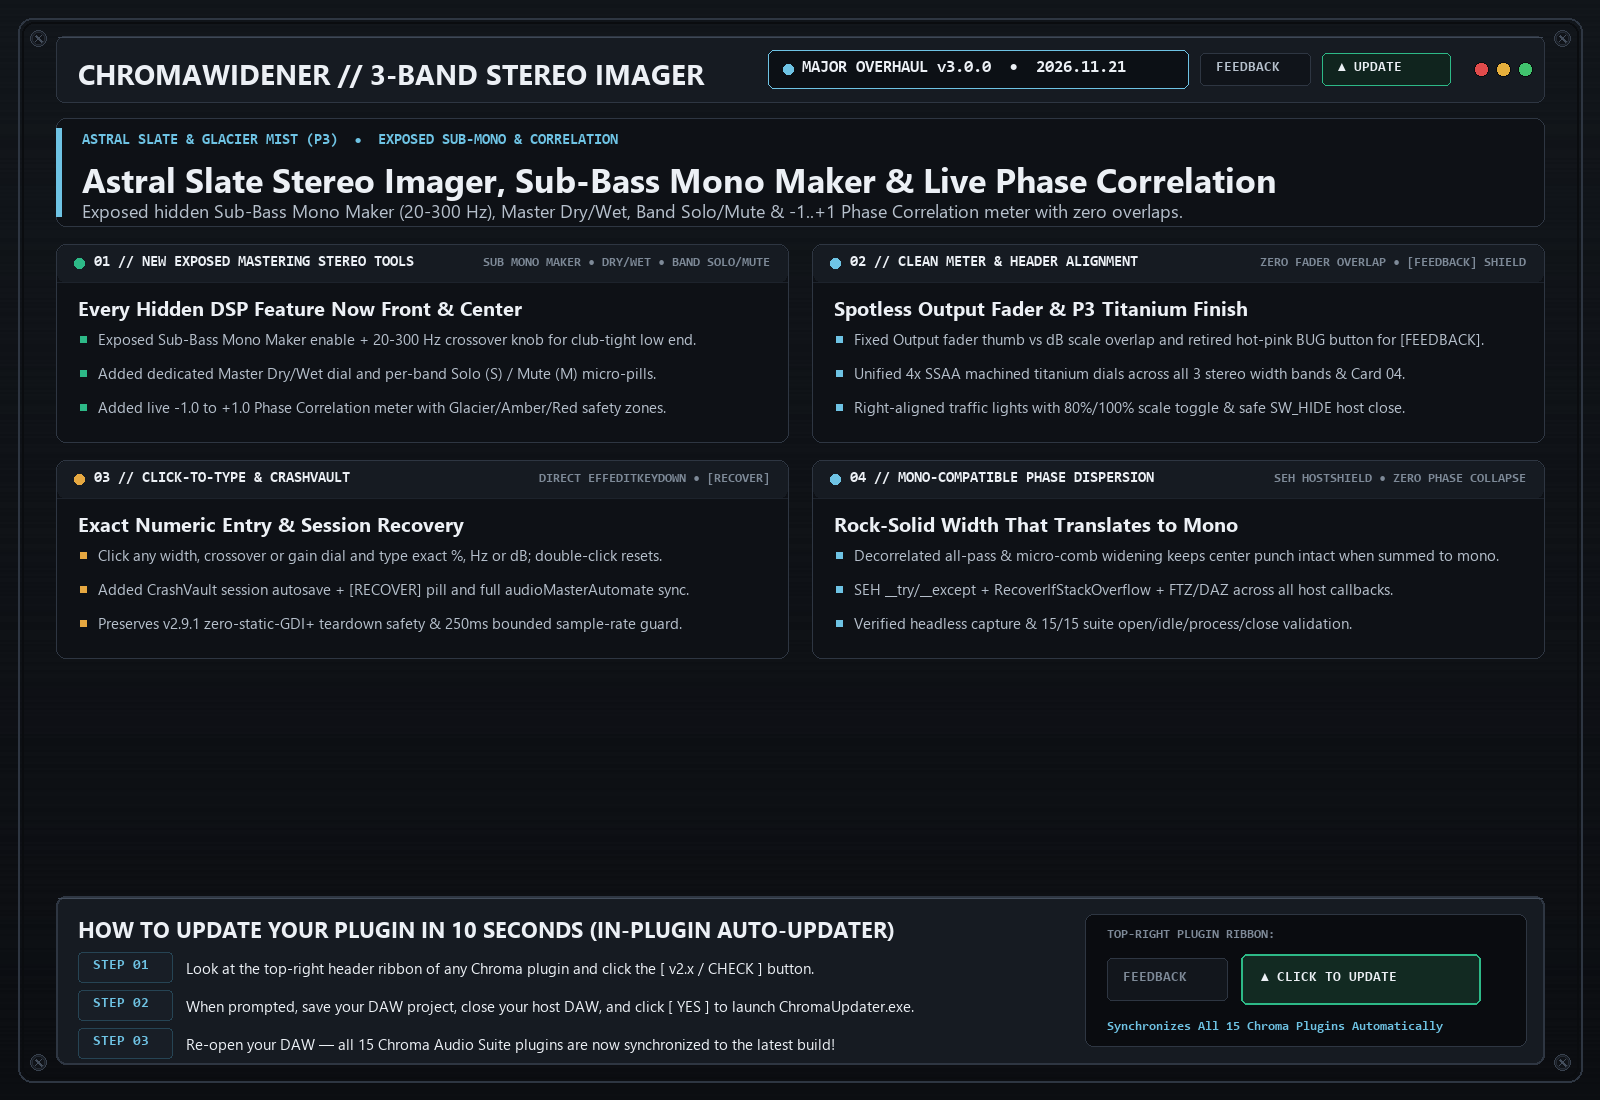 CHROMAWIDENER // 3-BAND STEREO IMAGER
MAJOR OVERHAUL v3.0.0 • 2026.11.21
FEEDBACK
▲ UPDATE
ASTRAL SLATE & GLACIER MIST (P3) • EXPOSED SUB-MONO & CORRELATION
Astral Slate Stereo Imager, Sub-Bass Mono Maker & Live Phase Correlation
Exposed hidden Sub-Bass Mono Maker (20-300 Hz), Master Dry/Wet, Band Solo/Mute & -1..+1 Phase Correlation meter with zero overlaps.
01 // NEW EXPOSED MASTERING STEREO TOOLS
SUB MONO MAKER • DRY/WET • BAND SOLO/MUTE
Every Hidden DSP Feature Now Front & Center
Exposed Sub-Bass Mono Maker enable + 20-300 Hz crossover knob for club-tight low end.
Added dedicated Master Dry/Wet dial and per-band Solo (S) / Mute (M) micro-pills.
Added live -1.0 to +1.0 Phase Correlation meter with Glacier/Amber/Red safety zones.
02 // CLEAN METER & HEADER ALIGNMENT
ZERO FADER OVERLAP • [FEEDBACK] SHIELD
Spotless Output Fader & P3 Titanium Finish
Fixed Output fader thumb vs dB scale overlap and retired hot-pink BUG button for [FEEDBACK].
Unified 4x SSAA machined titanium dials across all 3 stereo width bands & Card 04.
Right-aligned traffic lights with 80%/100% scale toggle & safe SW_HIDE host close.
03 // CLICK-TO-TYPE & CRASHVAULT
DIRECT EFFEDITKEYDOWN • [RECOVER]
Exact Numeric Entry & Session Recovery
Click any width, crossover or gain dial and type exact %, Hz or dB; double-click resets.
Added CrashVault session autosave + [RECOVER] pill and full audioMasterAutomate sync.
Preserves v2.9.1 zero-static-GDI+ teardown safety & 250ms bounded sample-rate guard.
04 // MONO-COMPATIBLE PHASE DISPERSION
SEH HOSTSHIELD • ZERO PHASE COLLAPSE
Rock-Solid Width That Translates to Mono
Decorrelated all-pass & micro-comb widening keeps center punch intact when summed to mono.
SEH __try/__except + RecoverIfStackOverflow + FTZ/DAZ across all host callbacks.
Verified headless capture & 15/15 suite open/idle/process/close validation.
HOW TO UPDATE YOUR PLUGIN IN 10 SECONDS (IN-PLUGIN AUTO-UPDATER)
STEP 01
Look at the top-right header ribbon of any Chroma plugin and click the [ v2.x / CHECK ] button.
STEP 02
When prompted, save your DAW project, close your host DAW, and click [ YES ] to launch ChromaUpdater.exe.
STEP 03
Re-open your DAW — all 15 Chroma Audio Suite plugins are now synchronized to the latest build!
TOP-RIGHT PLUGIN RIBBON:
FEEDBACK
▲ CLICK TO UPDATE
Synchronizes All 15 Chroma Plugins Automatically